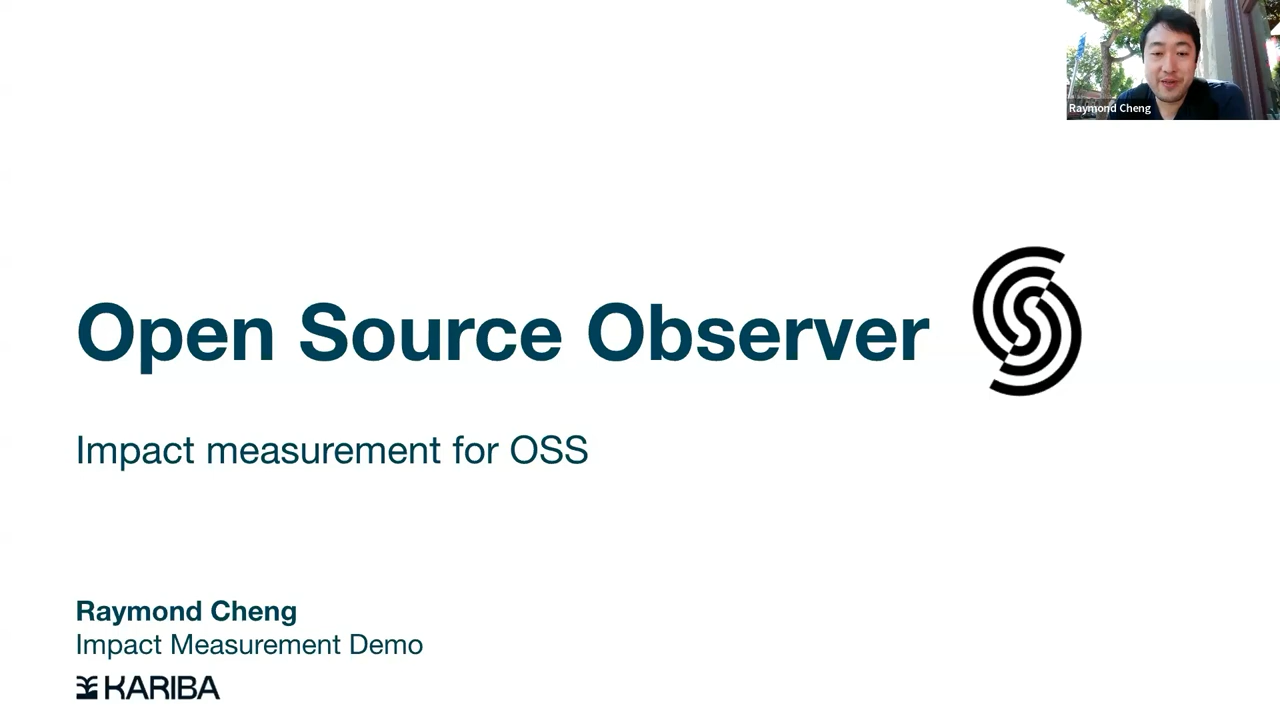 Raymond Cheng
Open Source Observer
Impact measurement for OSS
Raymond Cheng
Impact Measurement Demo
KARIBA